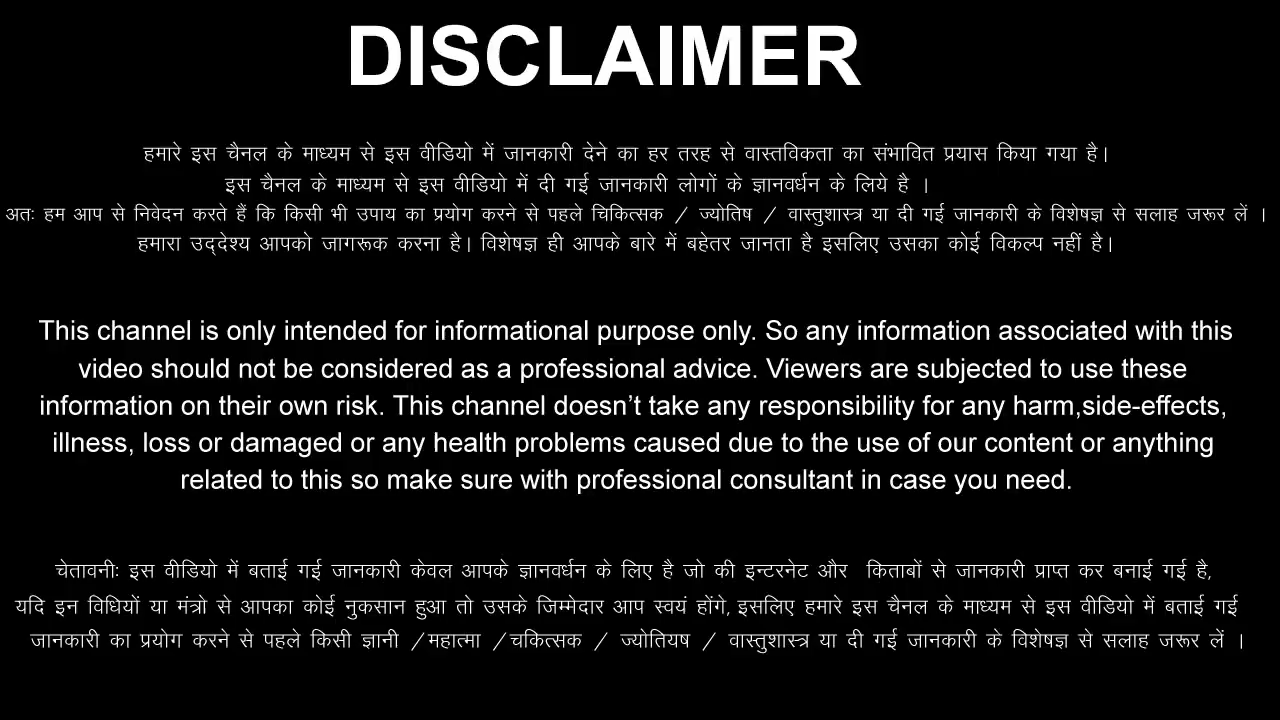 DISCLAIMER
हमारे इस चैनल के माध्यम से इस वीडियो में जानकारी देने का हर तरह से वास्तविकता का संभावित प्रयास किया गया है।
इस चैनल के माध्यम से इस वीडियो में दी गई जानकारी लोगों के ज्ञानवर्धन के लिये है ।
अतः हम आप से निवेदन करते हैं कि किसी भी उपाय का प्रयोग करने से पहले चिकित्सक / ज्योतिष / वास्तुशास्त्र या दी गई जानकारी के विशेषज्ञ से सलाह जरूर लें ।
हमारा उद्देश्य आपको जागरूक करना है। विशेषज्ञ ही आपके बारे में बहेतर जानता है इसलिए उसका कोई विकल्प नहीं है।
This channel is only intended for informational purpose only. So any information associated with this
video should not be considered as a professional advice. Viewers are subjected to use these
information on their own risk. This channel doesn’t take any responsibility for any harm,side-effects,
illness, loss or damaged or any health problems caused due to the use of our content or anything
related to this so make sure with professional consultant in case you need.
चेतावनीः इस वीडियो में बताई गई जानकारी केवल आपके ज्ञानवर्धन के लिए है जो की इन्टरनेट और किताबों से जानकारी प्राप्त कर बनाई गई है,
यदि इन विधियों या मंत्रो से आपका कोई नुकसान हुआ तो उसके जिम्मेदार आप स्वयं होंगे, इसलिए हमारे इस चैनल के माध्यम से इस वीडियो में बताई गई
जानकारी का प्रयोग करने से पहले किसी ज्ञानी /महात्मा /चकित्सक / ज्योतियष / वास्तुशास्त्र या दी गई जानकारी के विशेषज्ञ से सलाह जरूर लें ।